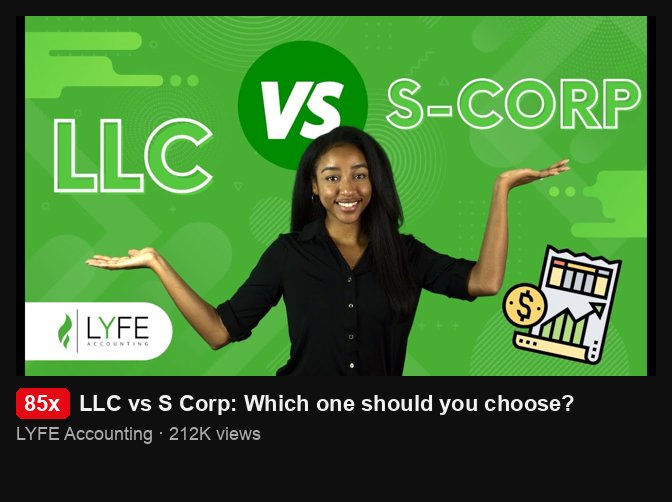 LLC
VS
S-CORP
LYFE
ACCOUNTING
$
85x LLC vs S Corp: Which one should you choose?
LYFE Accounting · 212K views